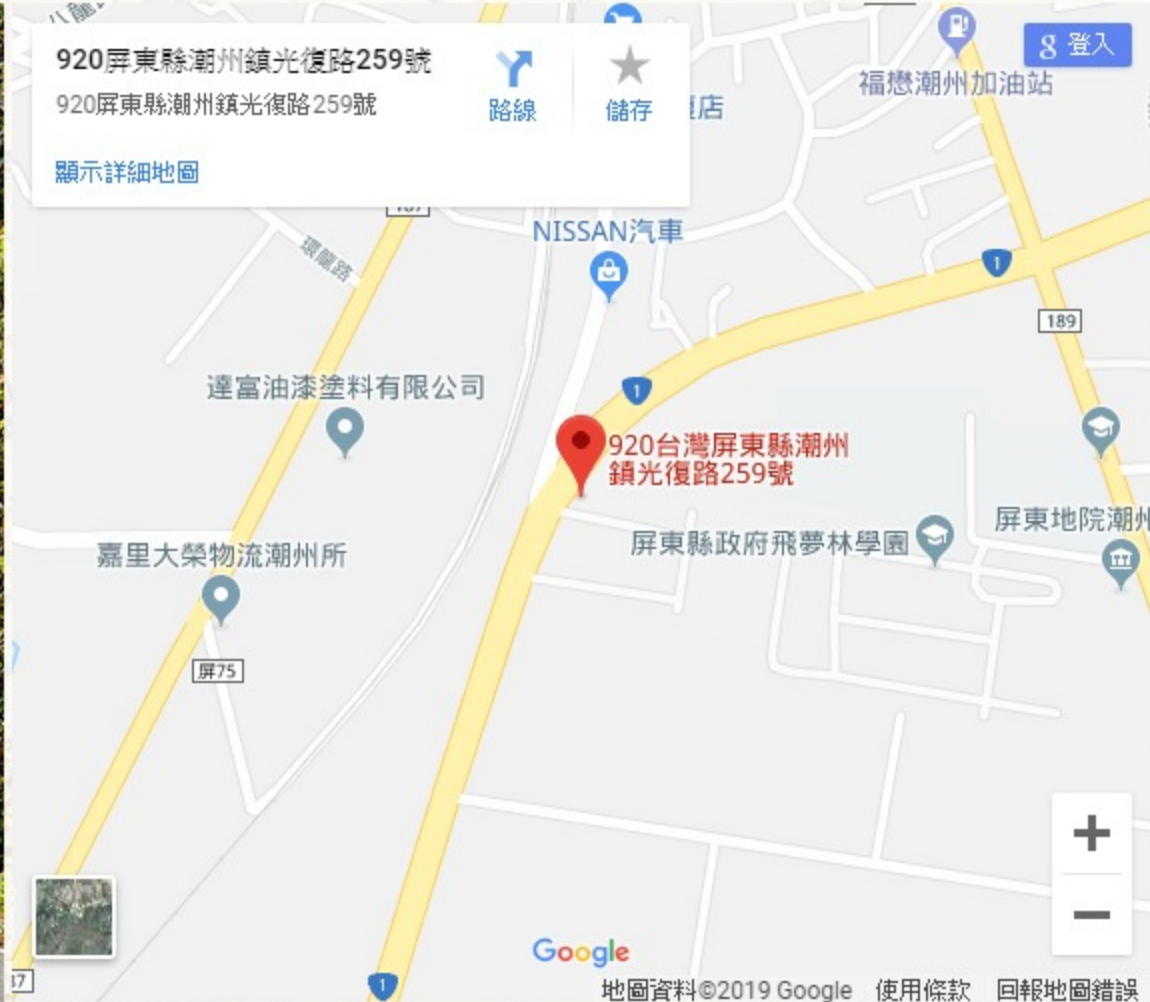 八龍
920屏東縣潮州鎮光復路259號
920屏東縣潮州鎮光復路259號
顯示詳細地圖
路線
儲存
店
登入
福懋潮州加油站
NISSAN汽車
環龍路
1
189
達富油漆塗料有限公司
1
920台灣屏東縣潮州
鎮光復路259號
屏東縣政府飛夢林學園
屏東地院潮州
嘉里大榮物流潮州所
屏75
1
Google
地圖資料©2019 Google
使用條款
回報地圖錯誤